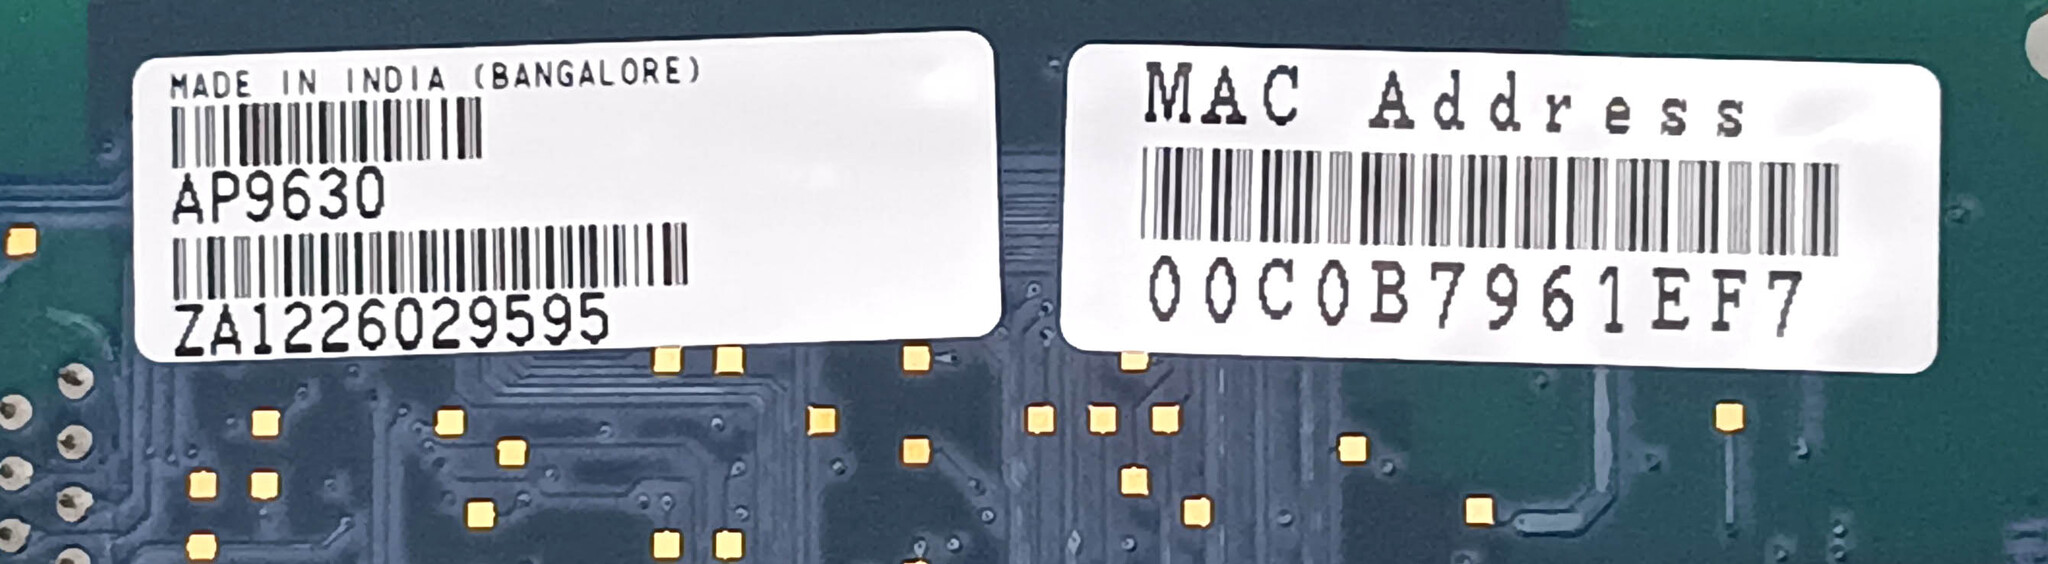 MADE IN INDIA (BANGALORE)
AP9630
ZA1226029595
MAC Address
00C0B7961EF7